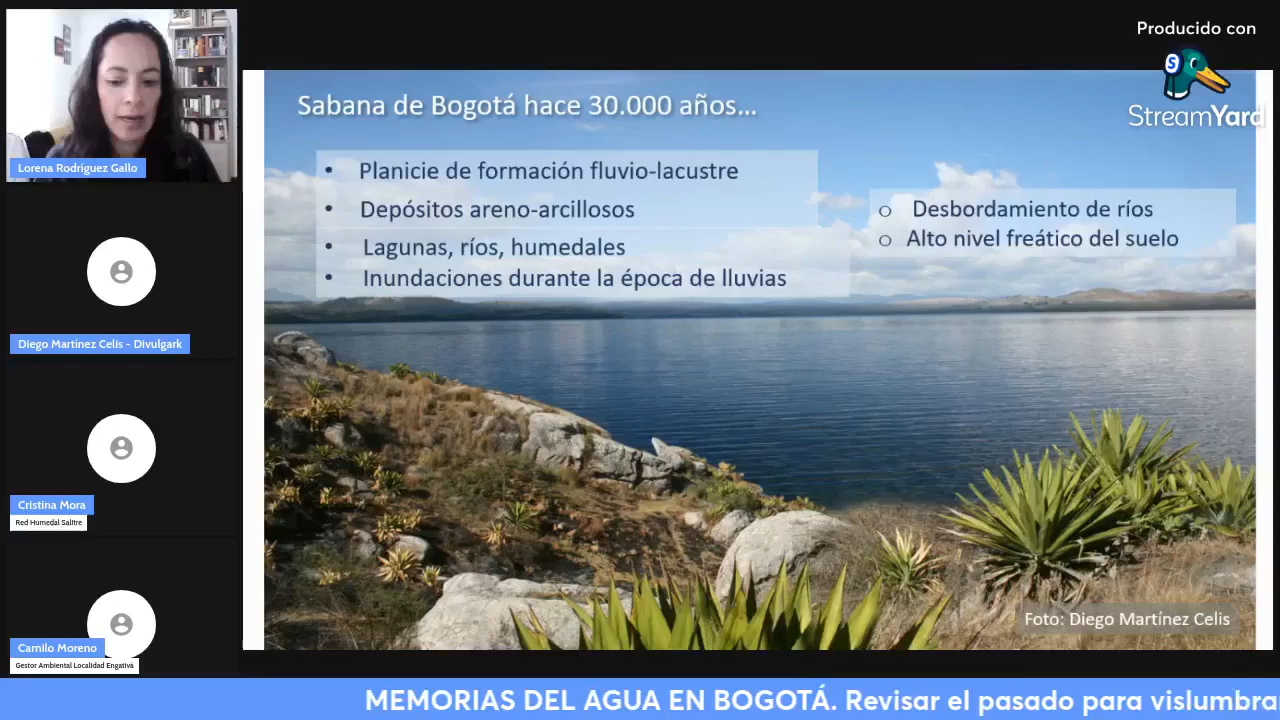 Producido con
S
StreamYard
Lorena Rodríguez Gallo
Diego Martínez Celis - Divulgark
Cristina Mora
Red Humedal Salitre
Camilo Moreno
Gestor Ambiental Localidad Engativá
Sabana de Bogotá hace 30.000 años...
• Planicie de formación fluvio-lacustre
• Depósitos areno-arcillosos
• Lagunas, ríos, humedales
• Inundaciones durante la época de lluvias
o Desbordamiento de ríos
o Alto nivel freático del suelo
Foto: Diego Martínez Celis
MEMORIAS DEL AGUA EN BOGOTÁ. Revisar el pasado para vislumbra